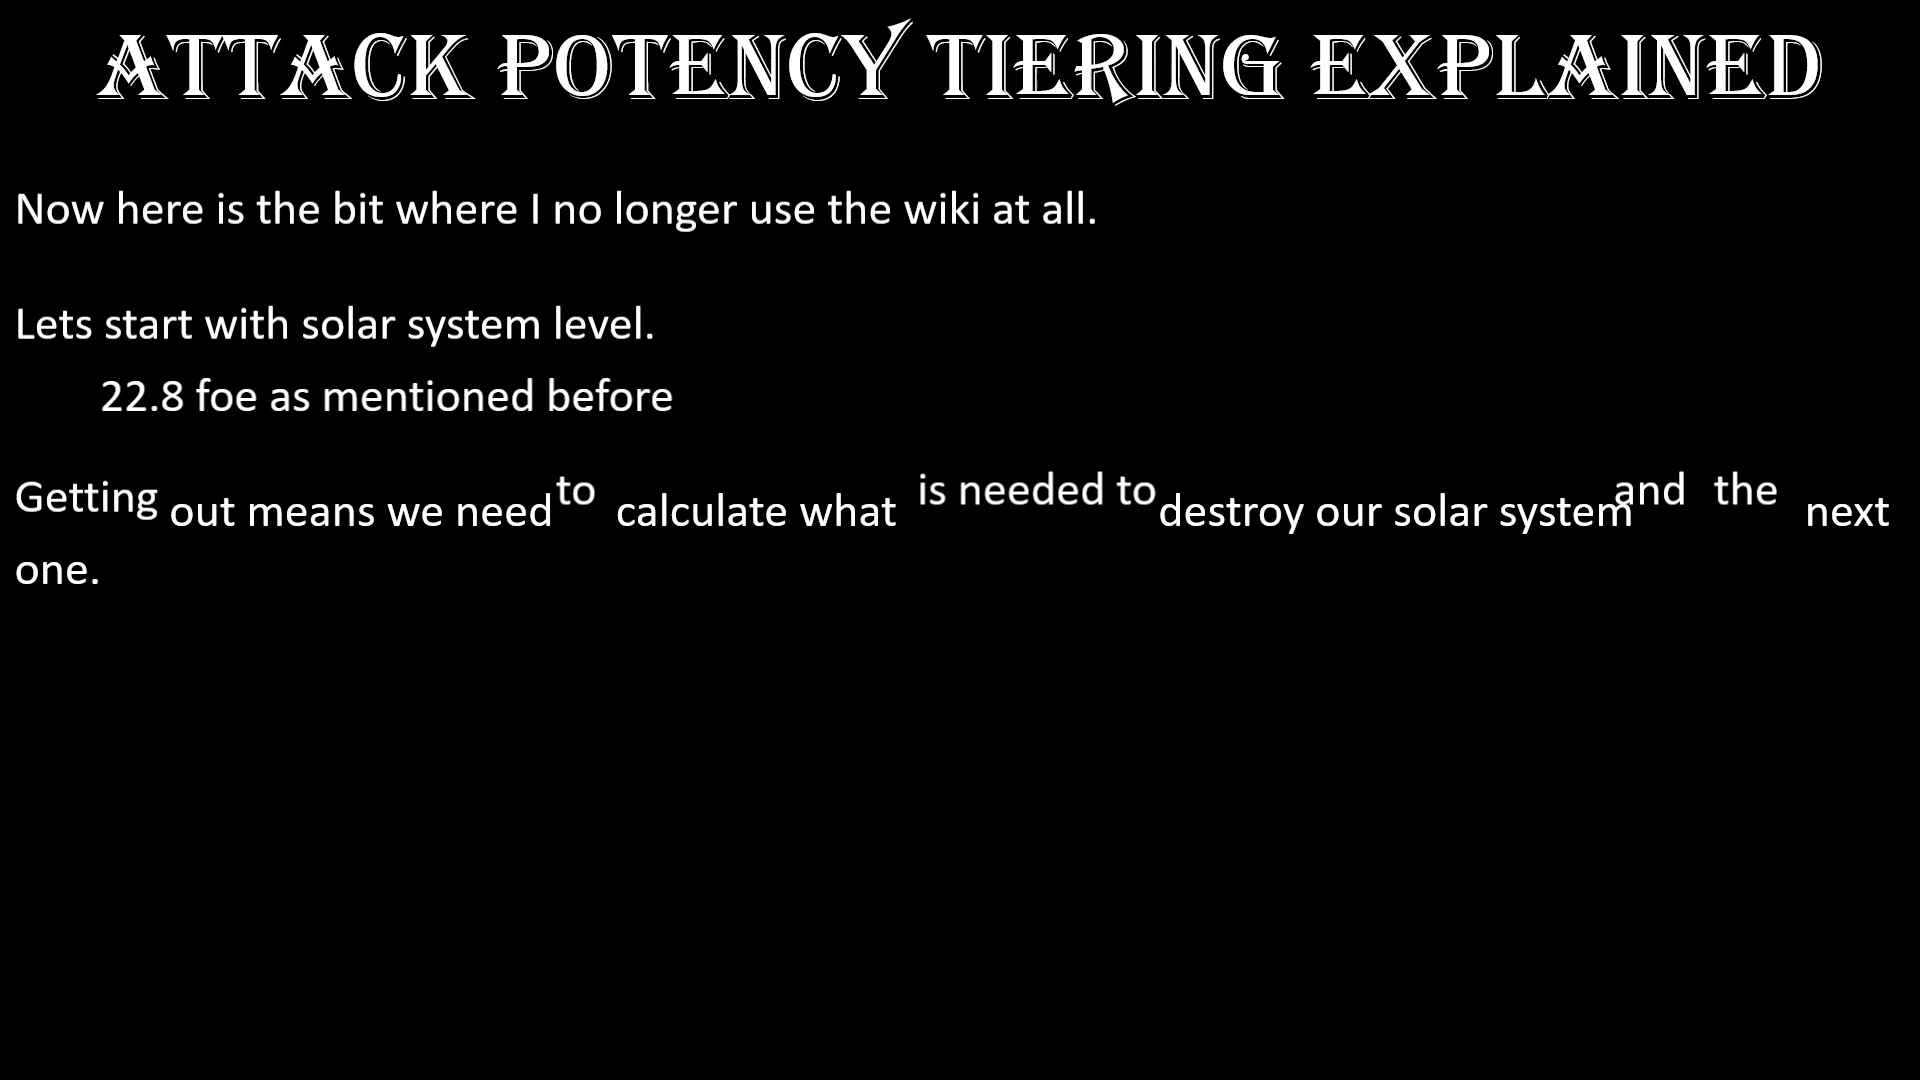 ATTACK POTENCY TIERING EXPLAINED
Now here is the bit where I no longer use the wiki at all.
Lets start with solar system level.
22.8 foe as mentioned before
Getting out means we need to calculate what is needed to destroy our solar system and the next
one.